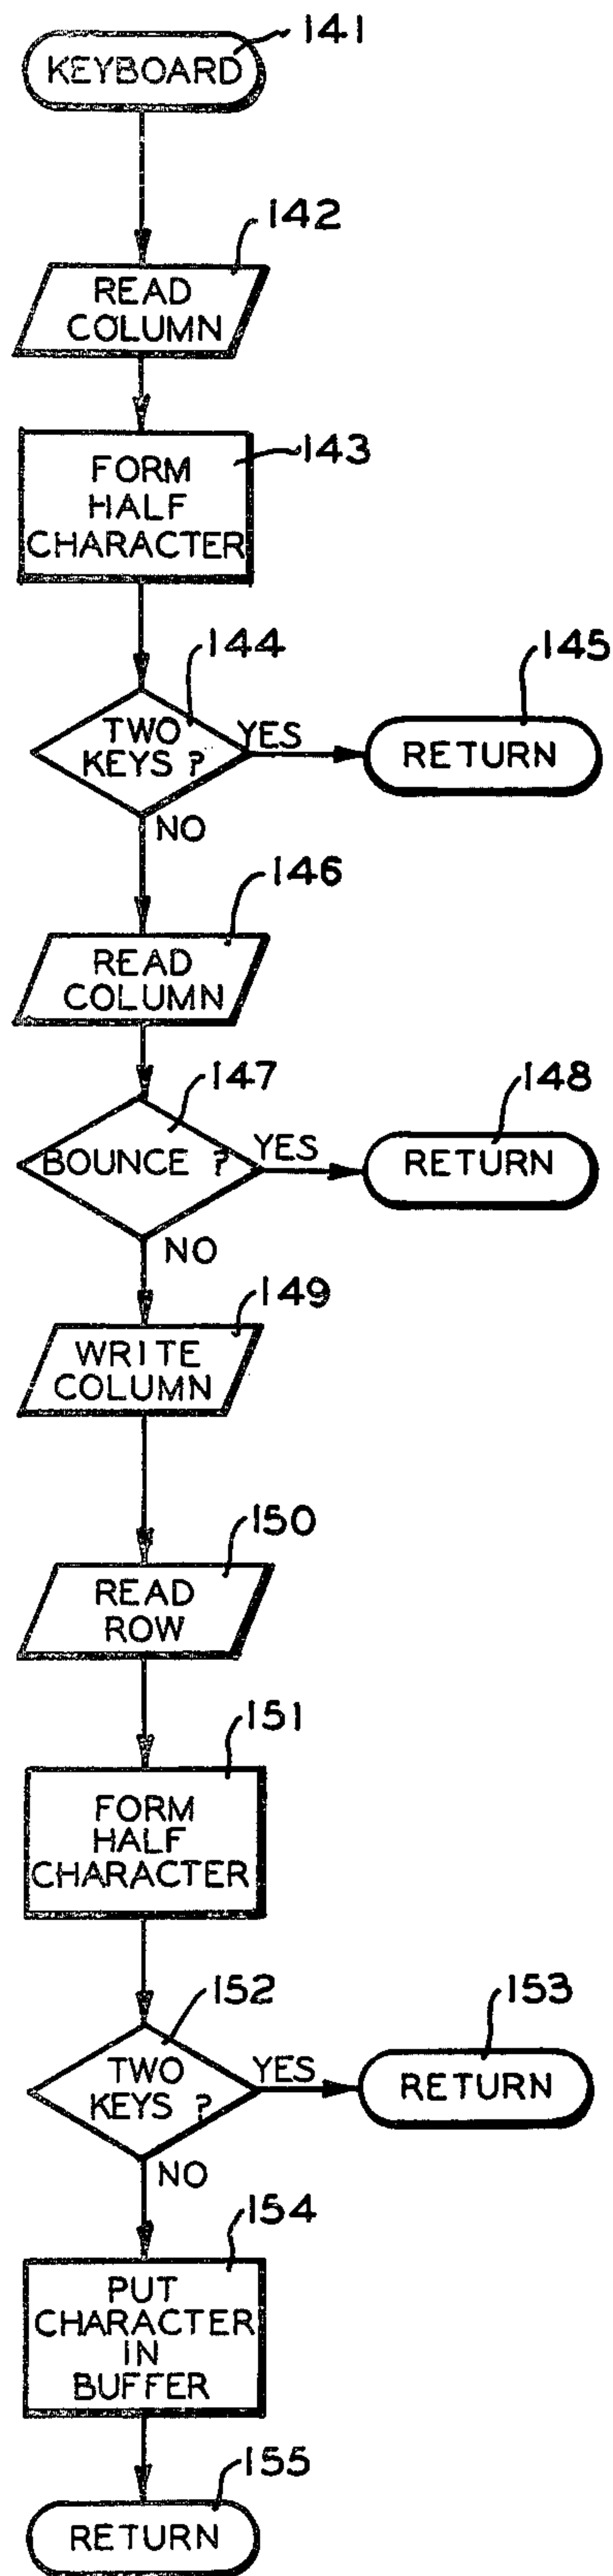 141
KEYBOARD
142
READ
COLUMN
143
FORM
HALF
CHARACTER
144
TWO
KEYS ?
YES
145
RETURN
NO
146
READ
COLUMN
147
BOUNCE ?
YES
148
RETURN
NO
149
WRITE
COLUMN
150
READ
ROW
151
FORM
HALF
CHARACTER
152
TWO
KEYS ?
YES
153
RETURN
NO
154
PUT
CHARACTER
IN
BUFFER
155
RETURN